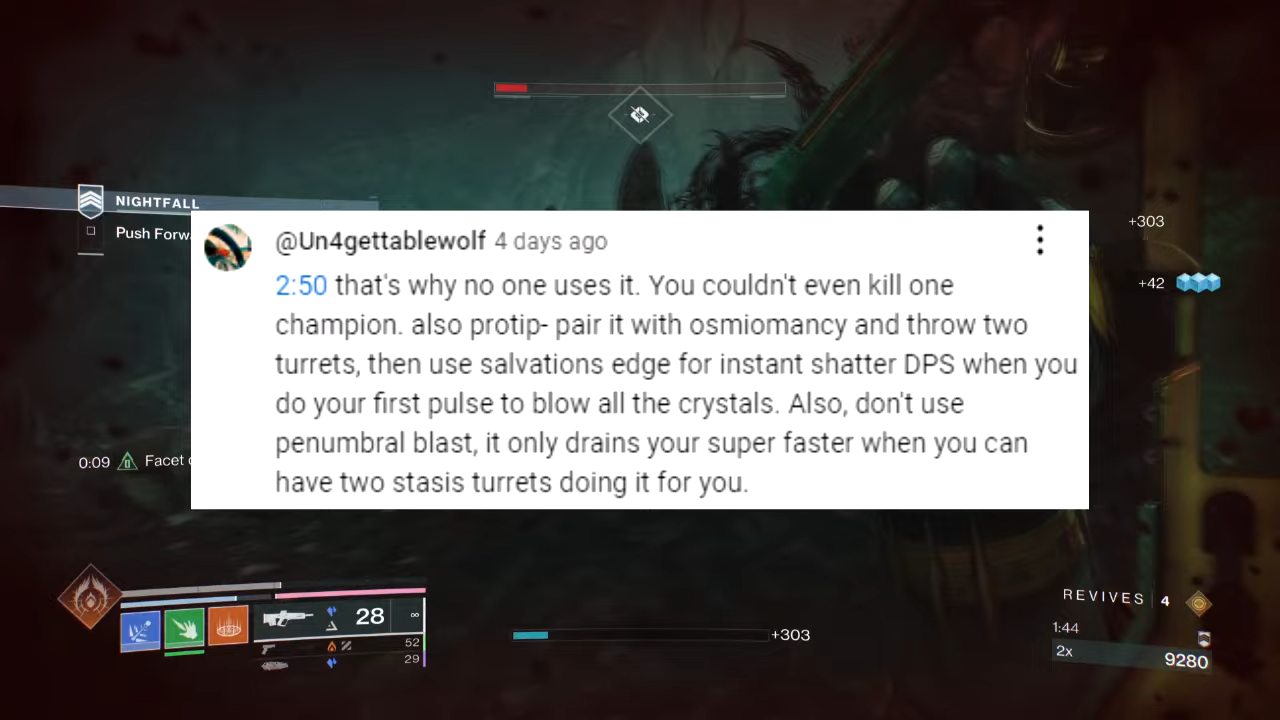 NIGHTFALL
Push Forw
+303
+42
@Un4gettablewolf 4 days ago
2:50 that's why no one uses it. You couldn't even kill one
champion. also protip- pair it with osmiomancy and throw two
turrets, then use salvations edge for instant shatter DPS when you
do your first pulse to blow all the crystals. Also, don't use
penumbral blast, it only drains your super faster when you can
have two stasis turrets doing it for you.
0:09 Facet
28 ∞
52
29
+303
REVIVES 4
1:44
2x 9280